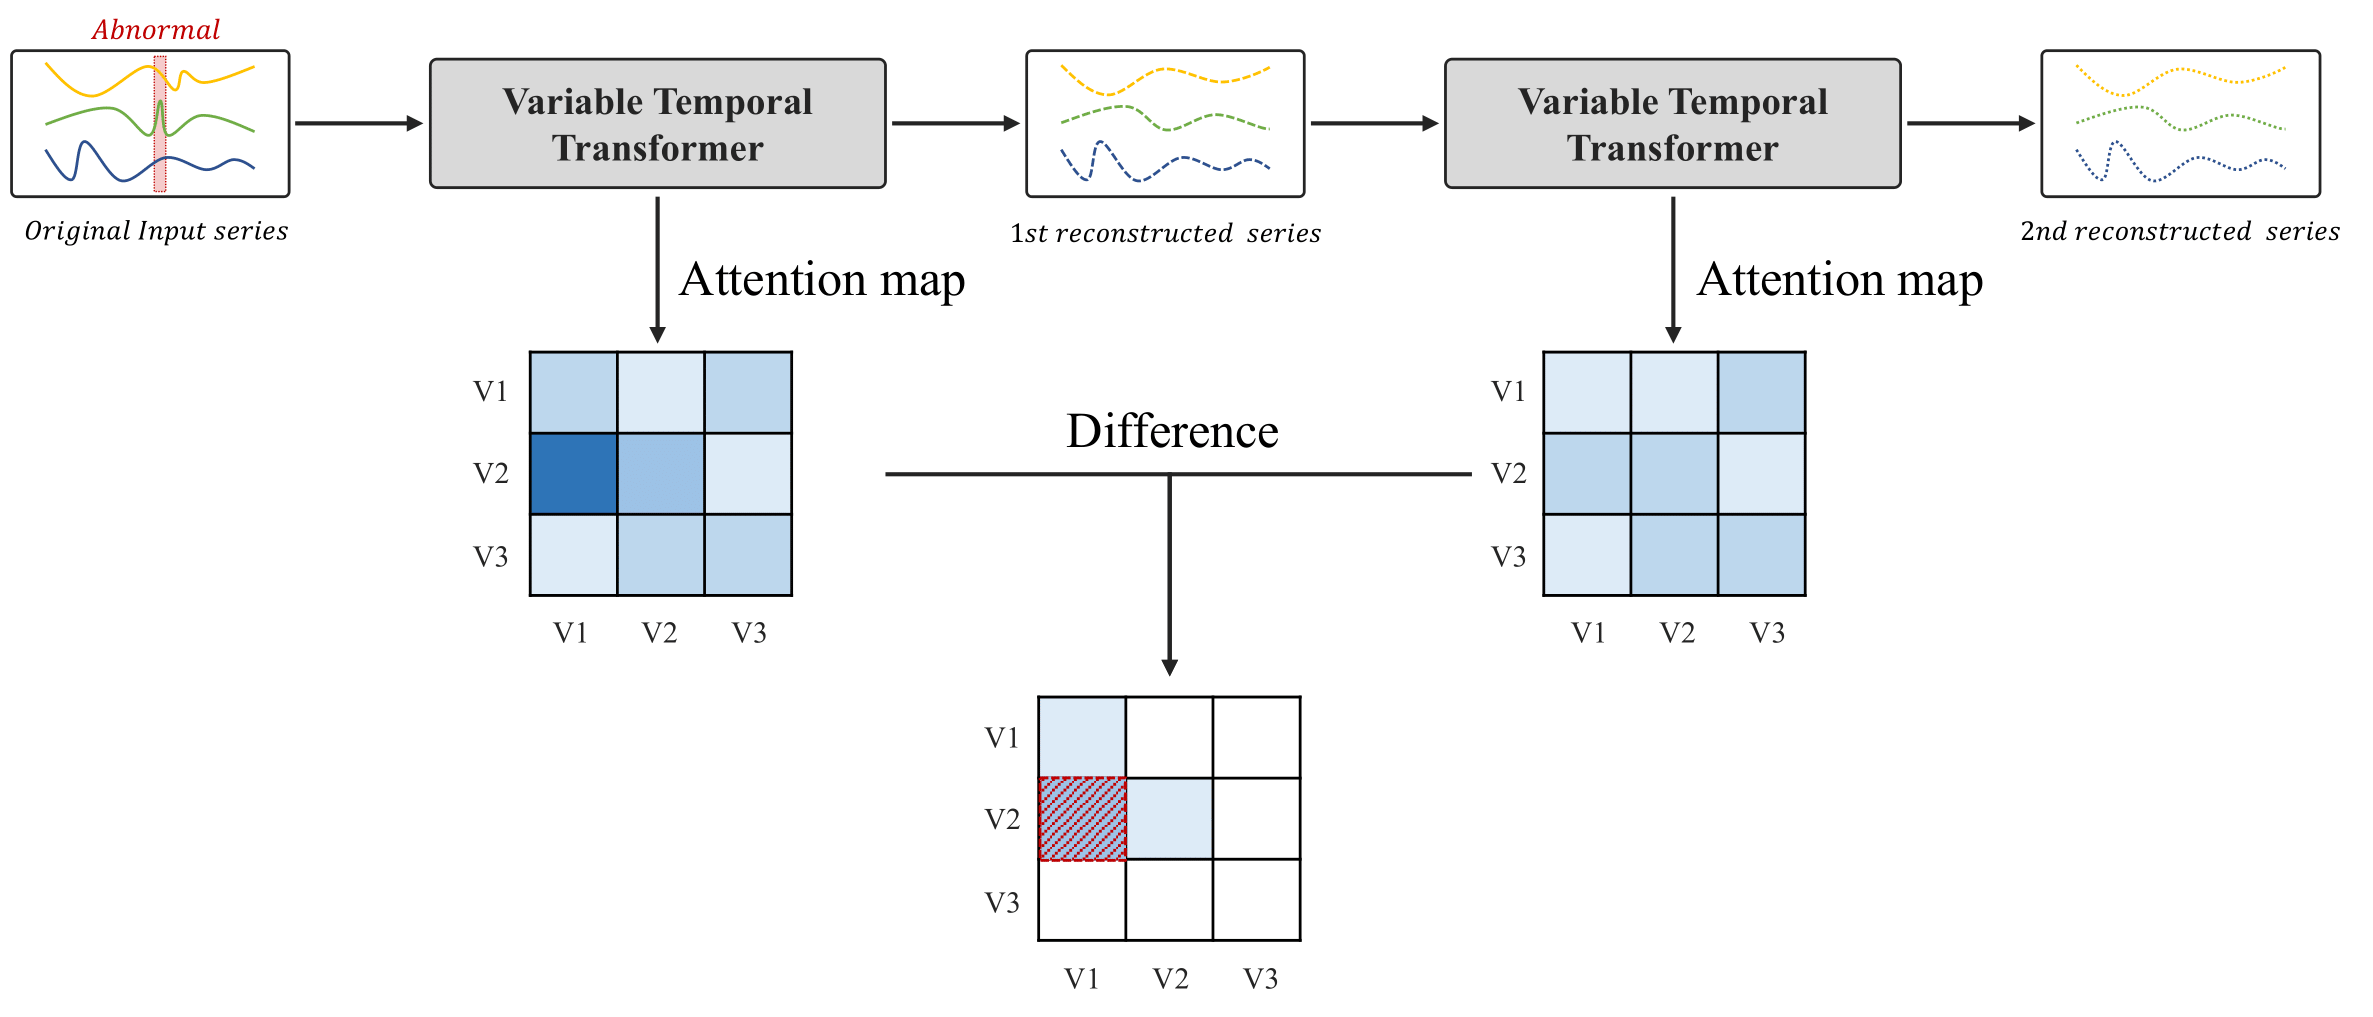 Abnormal
Original Input series
Variable Temporal
Transformer
1st reconstructed series
Variable Temporal
Transformer
2nd reconstructed series
Attention map
Attention map
V1
V2
V3
V1 V2 V3
Difference
V1
V2
V3
V1 V2 V3
V1
V2
V3
V1 V2 V3